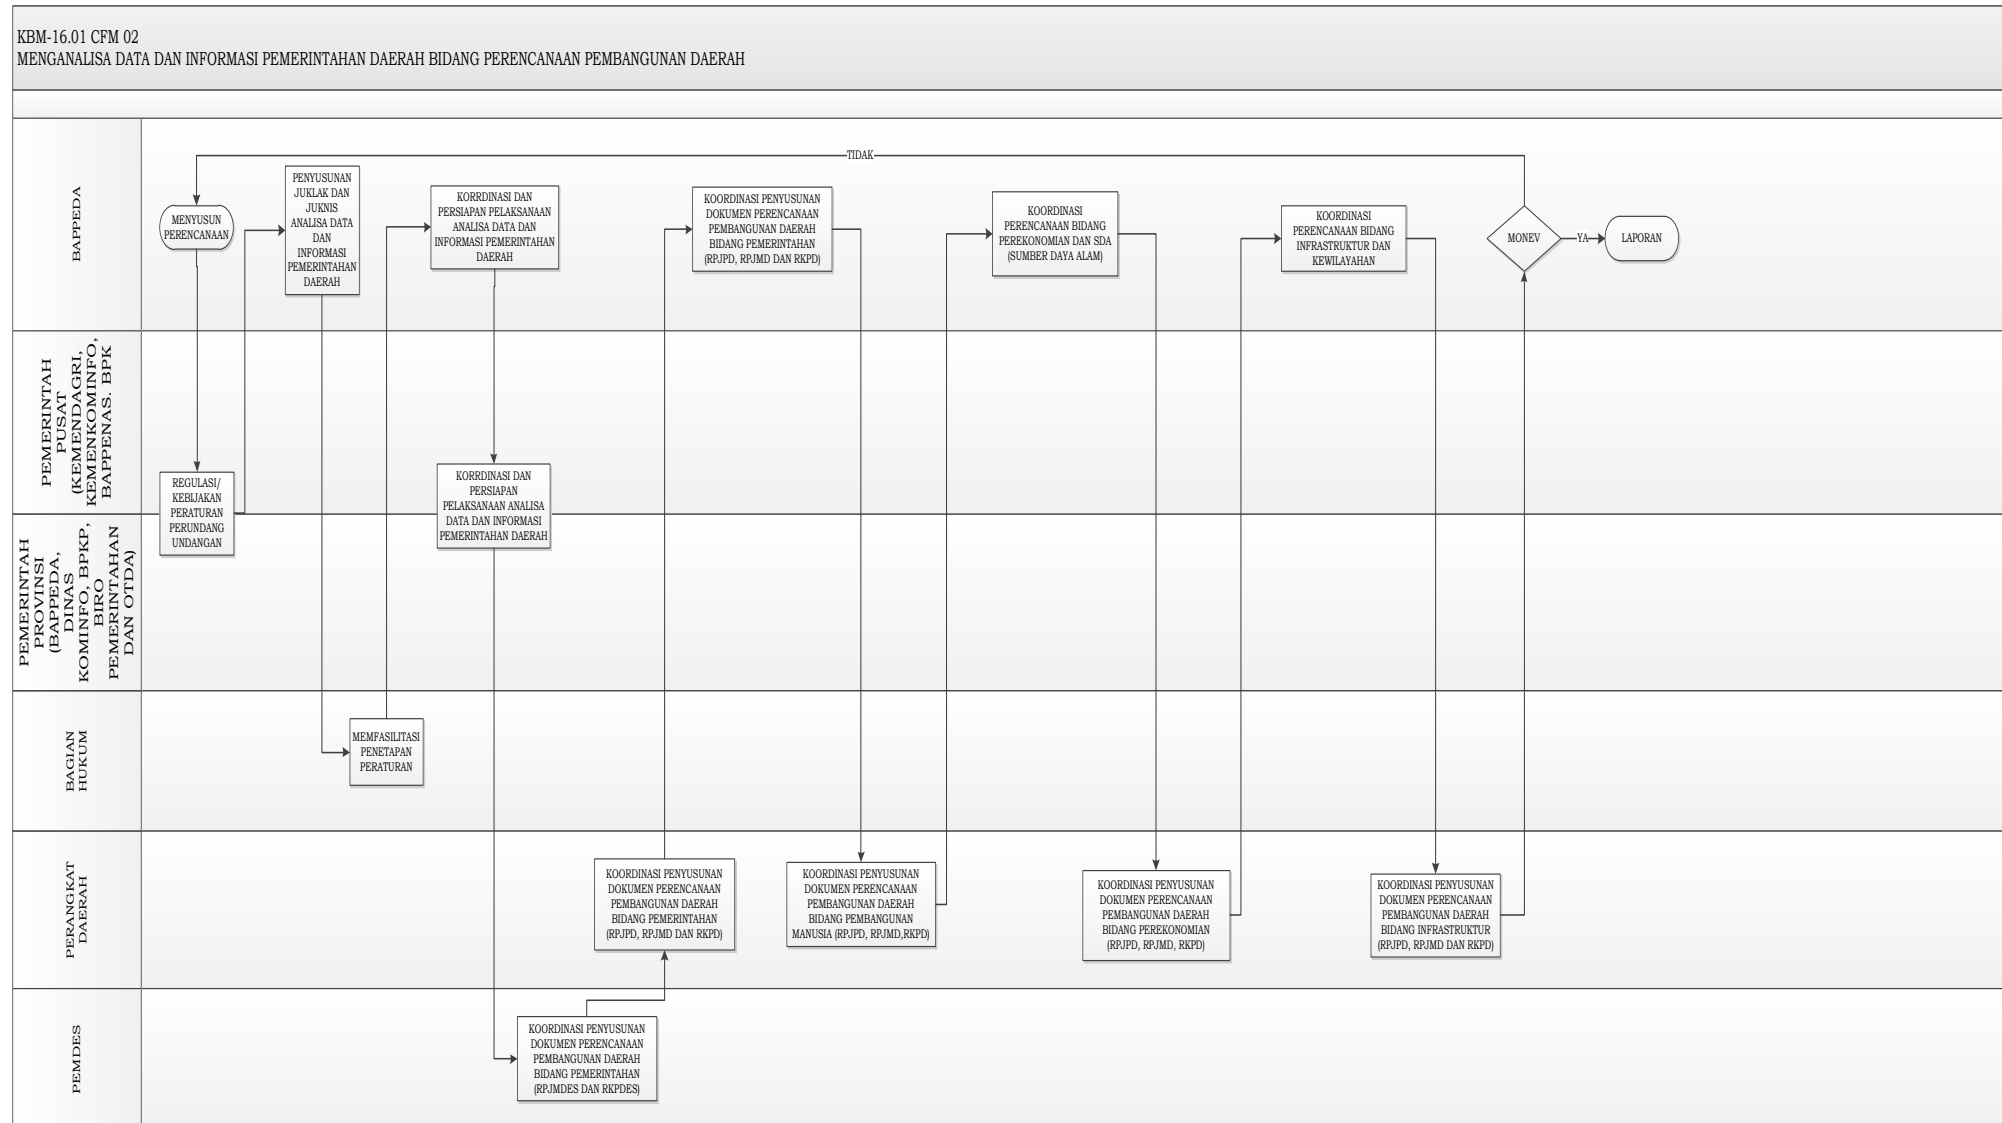 KBM-16.01 CFM 02
MENGANALISA DATA DAN INFORMASI PEMERINTAHAN DAERAH BIDANG PERENCANAAN PEMBANGUNAN DAERAH
BAPPEDA
TIDAK
MENYUSUN
PERENCANAAN
PENYUSUNAN
JUKLAK DAN
JUKNIS
ANALISA DATA
DAN
INFORMASI
PEMERINTAHAN
DAERAH
KORRDINASI DAN
PERSIAPAN PELAKSANAAN
ANALISA DATA DAN
INFORMASI PEMERINTAHAN
DAERAH
KOORDINASI PENYUSUNAN
DOKUMEN PERENCANAAN
PEMBANGUNAN DAERAH
BIDANG PEMERINTAHAN
(RPJPD, RPJMD DAN RKPD)
KOORDINASI
PERENCANAAN BIDANG
PEREKONOMIAN DAN SDA
(SUMBER DAYA ALAM)
KOORDINASI
PERENCANAAN BIDANG
INFRASTRUKTUR DAN
KEWILAYAHAN
MONEV
YA
LAPORAN
PEMERINTAH
PUSAT
(KEMENDAGRI,
KEMENKOMINFO,
BAPPENAS. BPK
REGULASI/
KEBIJAKAN
PERATURAN
PERUNDANG
UNDANGAN
KORRDINASI DAN
PERSIAPAN
PELAKSANAAN ANALISA
DATA DAN INFORMASI
PEMERINTAHAN DAERAH
PEMERINTAH
PROVINSI
(BAPPEDA,
DINAS
KOMINFO, BPKP,
BIRO
PEMERINTAHAN
DAN OTDA)
BAGIAN
HUKUM
MEMFASILITASI
PENETAPAN
PERATURAN
PERANGKAT
DAERAH
KOORDINASI PENYUSUNAN
DOKUMEN PERENCANAAN
PEMBANGUNAN DAERAH
BIDANG PEMERINTAHAN
(RPJPD, RPJMD DAN RKPD)
KOORDINASI PENYUSUNAN
DOKUMEN PERENCANAAN
PEMBANGUNAN DAERAH
BIDANG PEMBANGUNAN
MANUSIA (RPJPD, RPJMD,RKPD)
KOORDINASI PENYUSUNAN
DOKUMEN PERENCANAAN
PEMBANGUNAN DAERAH
BIDANG PEREKONOMIAN
(RPJPD, RPJMD, RKPD)
KOORDINASI PENYUSUNAN
DOKUMEN PERENCANAAN
PEMBANGUNAN DAERAH
BIDANG INFRASTRUKTUR
(RPJPD, RPJMD DAN RKPD)
PEMDES
KOORDINASI PENYUSUNAN
DOKUMEN PERENCANAAN
PEMBANGUNAN DAERAH
BIDANG PEMERINTAHAN
(RPJMDES DAN RKPDES)